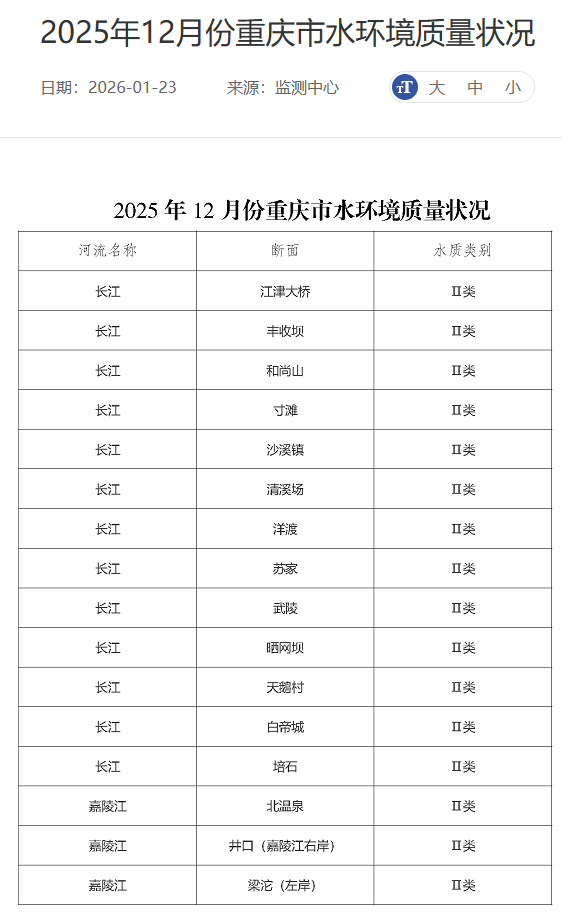 2025年12月份重庆市水环境质量状况
日期：2026-01-23 来源：监测中心 TT 大 中 小
2025 年 12 月份重庆市水环境质量状况
河流名称 断面 水质类别
长江 江津大桥 II类
长江 丰收坝 II类
长江 和尚山 II类
长江 寸滩 II类
长江 沙溪镇 II类
长江 清溪场 II类
长江 洋渡 II类
长江 苏家 II类
长江 武陵 II类
长江 晒网坝 II类
长江 天鹅村 II类
长江 白帝城 II类
长江 培石 II类
嘉陵江 北温泉 II类
嘉陵江 井口（嘉陵江右岸） II类
嘉陵江 梁沱（左岸） II类